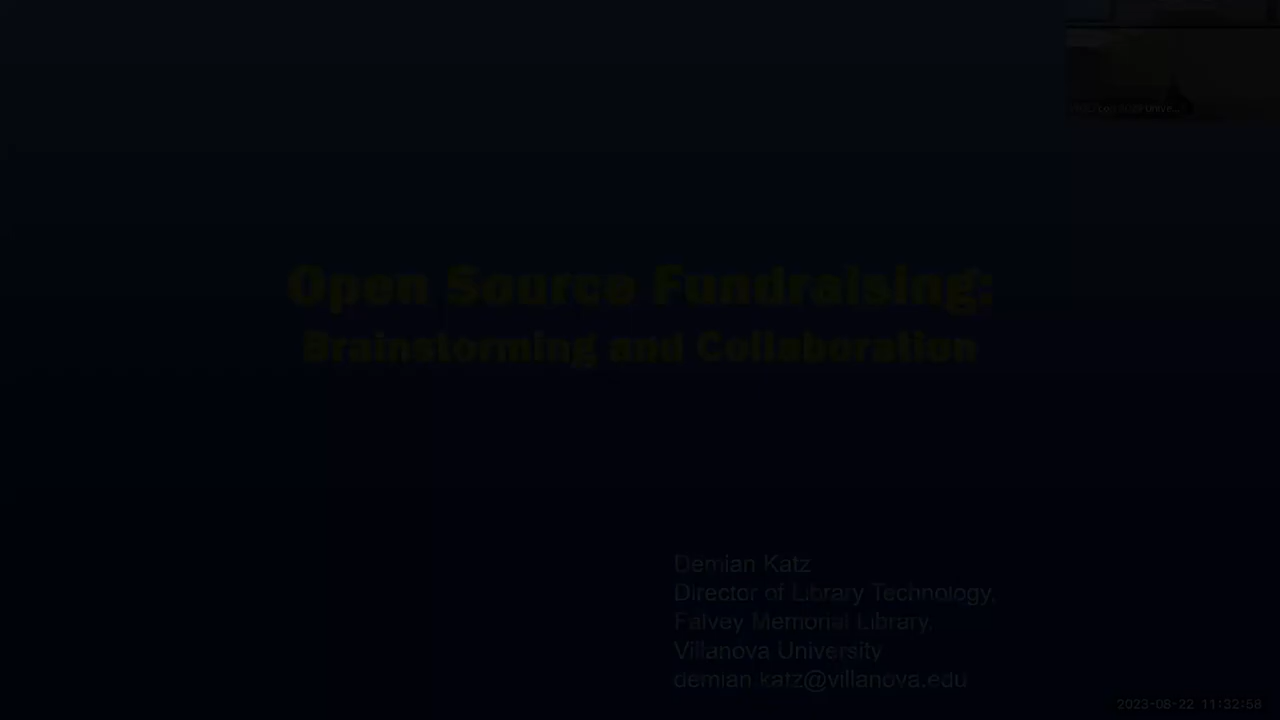 Open Source Fundraising:
Brainstorming and Collaboration
Demian Katz
Director of Library Technology,
Falvey Memorial Library,
Villanova University
demian.katz@villanova.edu
2023-08-22 11:32:58